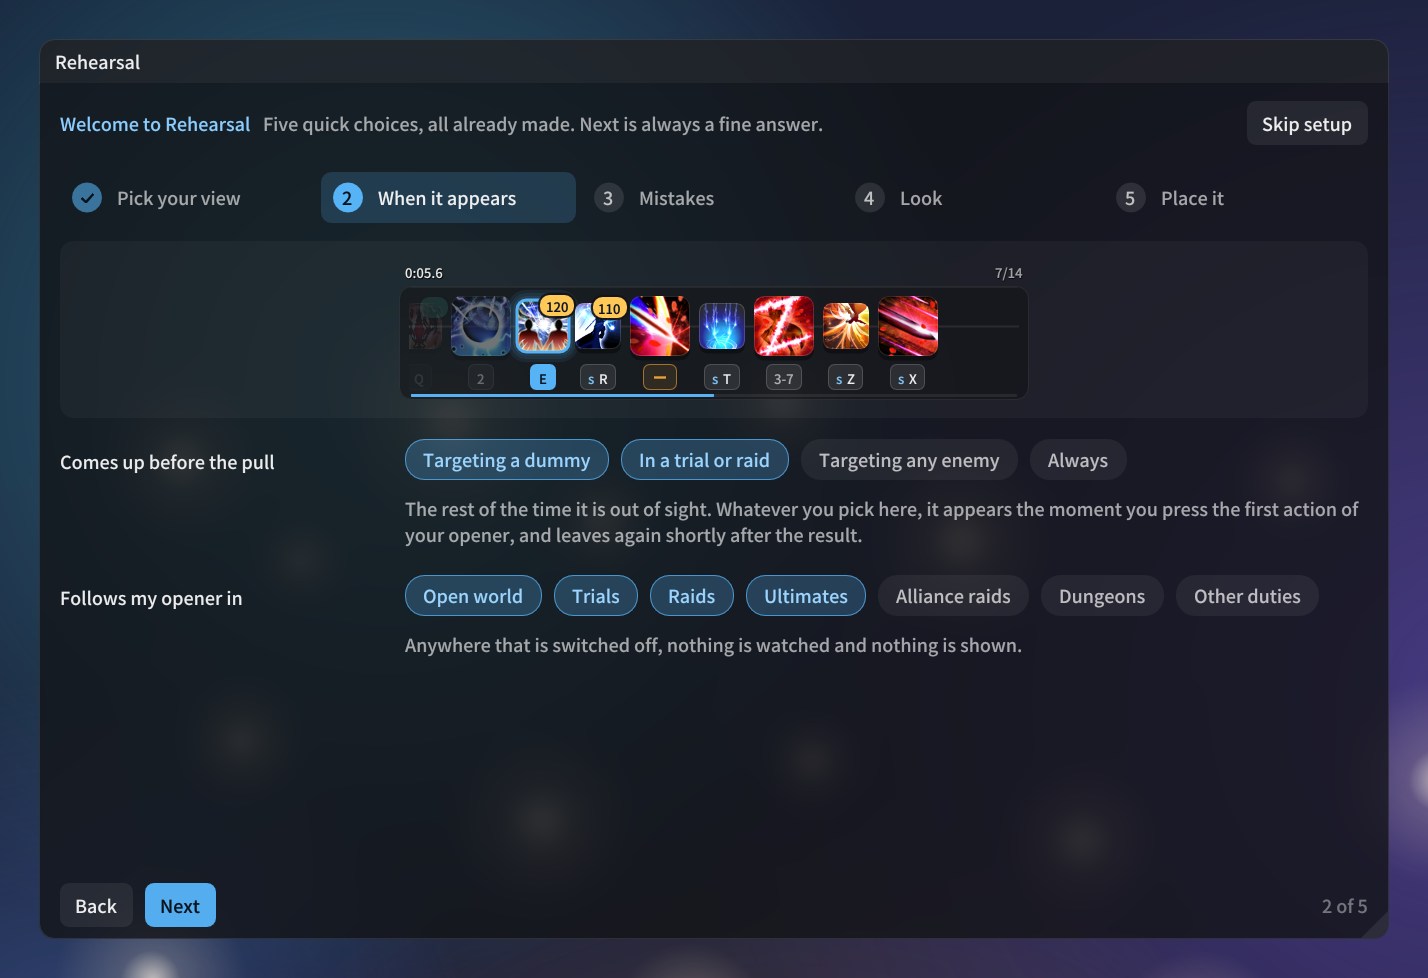 Rehearsal
Welcome to Rehearsal Five quick choices, all already made. Next is always a fine answer.
Skip setup
Pick your view
2 When it appears
3 Mistakes
4 Look
5 Place it
0:05.6
7/14
120
110
Q
2
E
s R
–
s T
3-7
s Z
s X
Comes up before the pull
Targeting a dummy
In a trial or raid
Targeting any enemy
Always
The rest of the time it is out of sight. Whatever you pick here, it appears the moment you press the first action of
your opener, and leaves again shortly after the result.
Follows my opener in
Open world
Trials
Raids
Ultimates
Alliance raids
Dungeons
Other duties
Anywhere that is switched off, nothing is watched and nothing is shown.
Back
Next
2 of 5